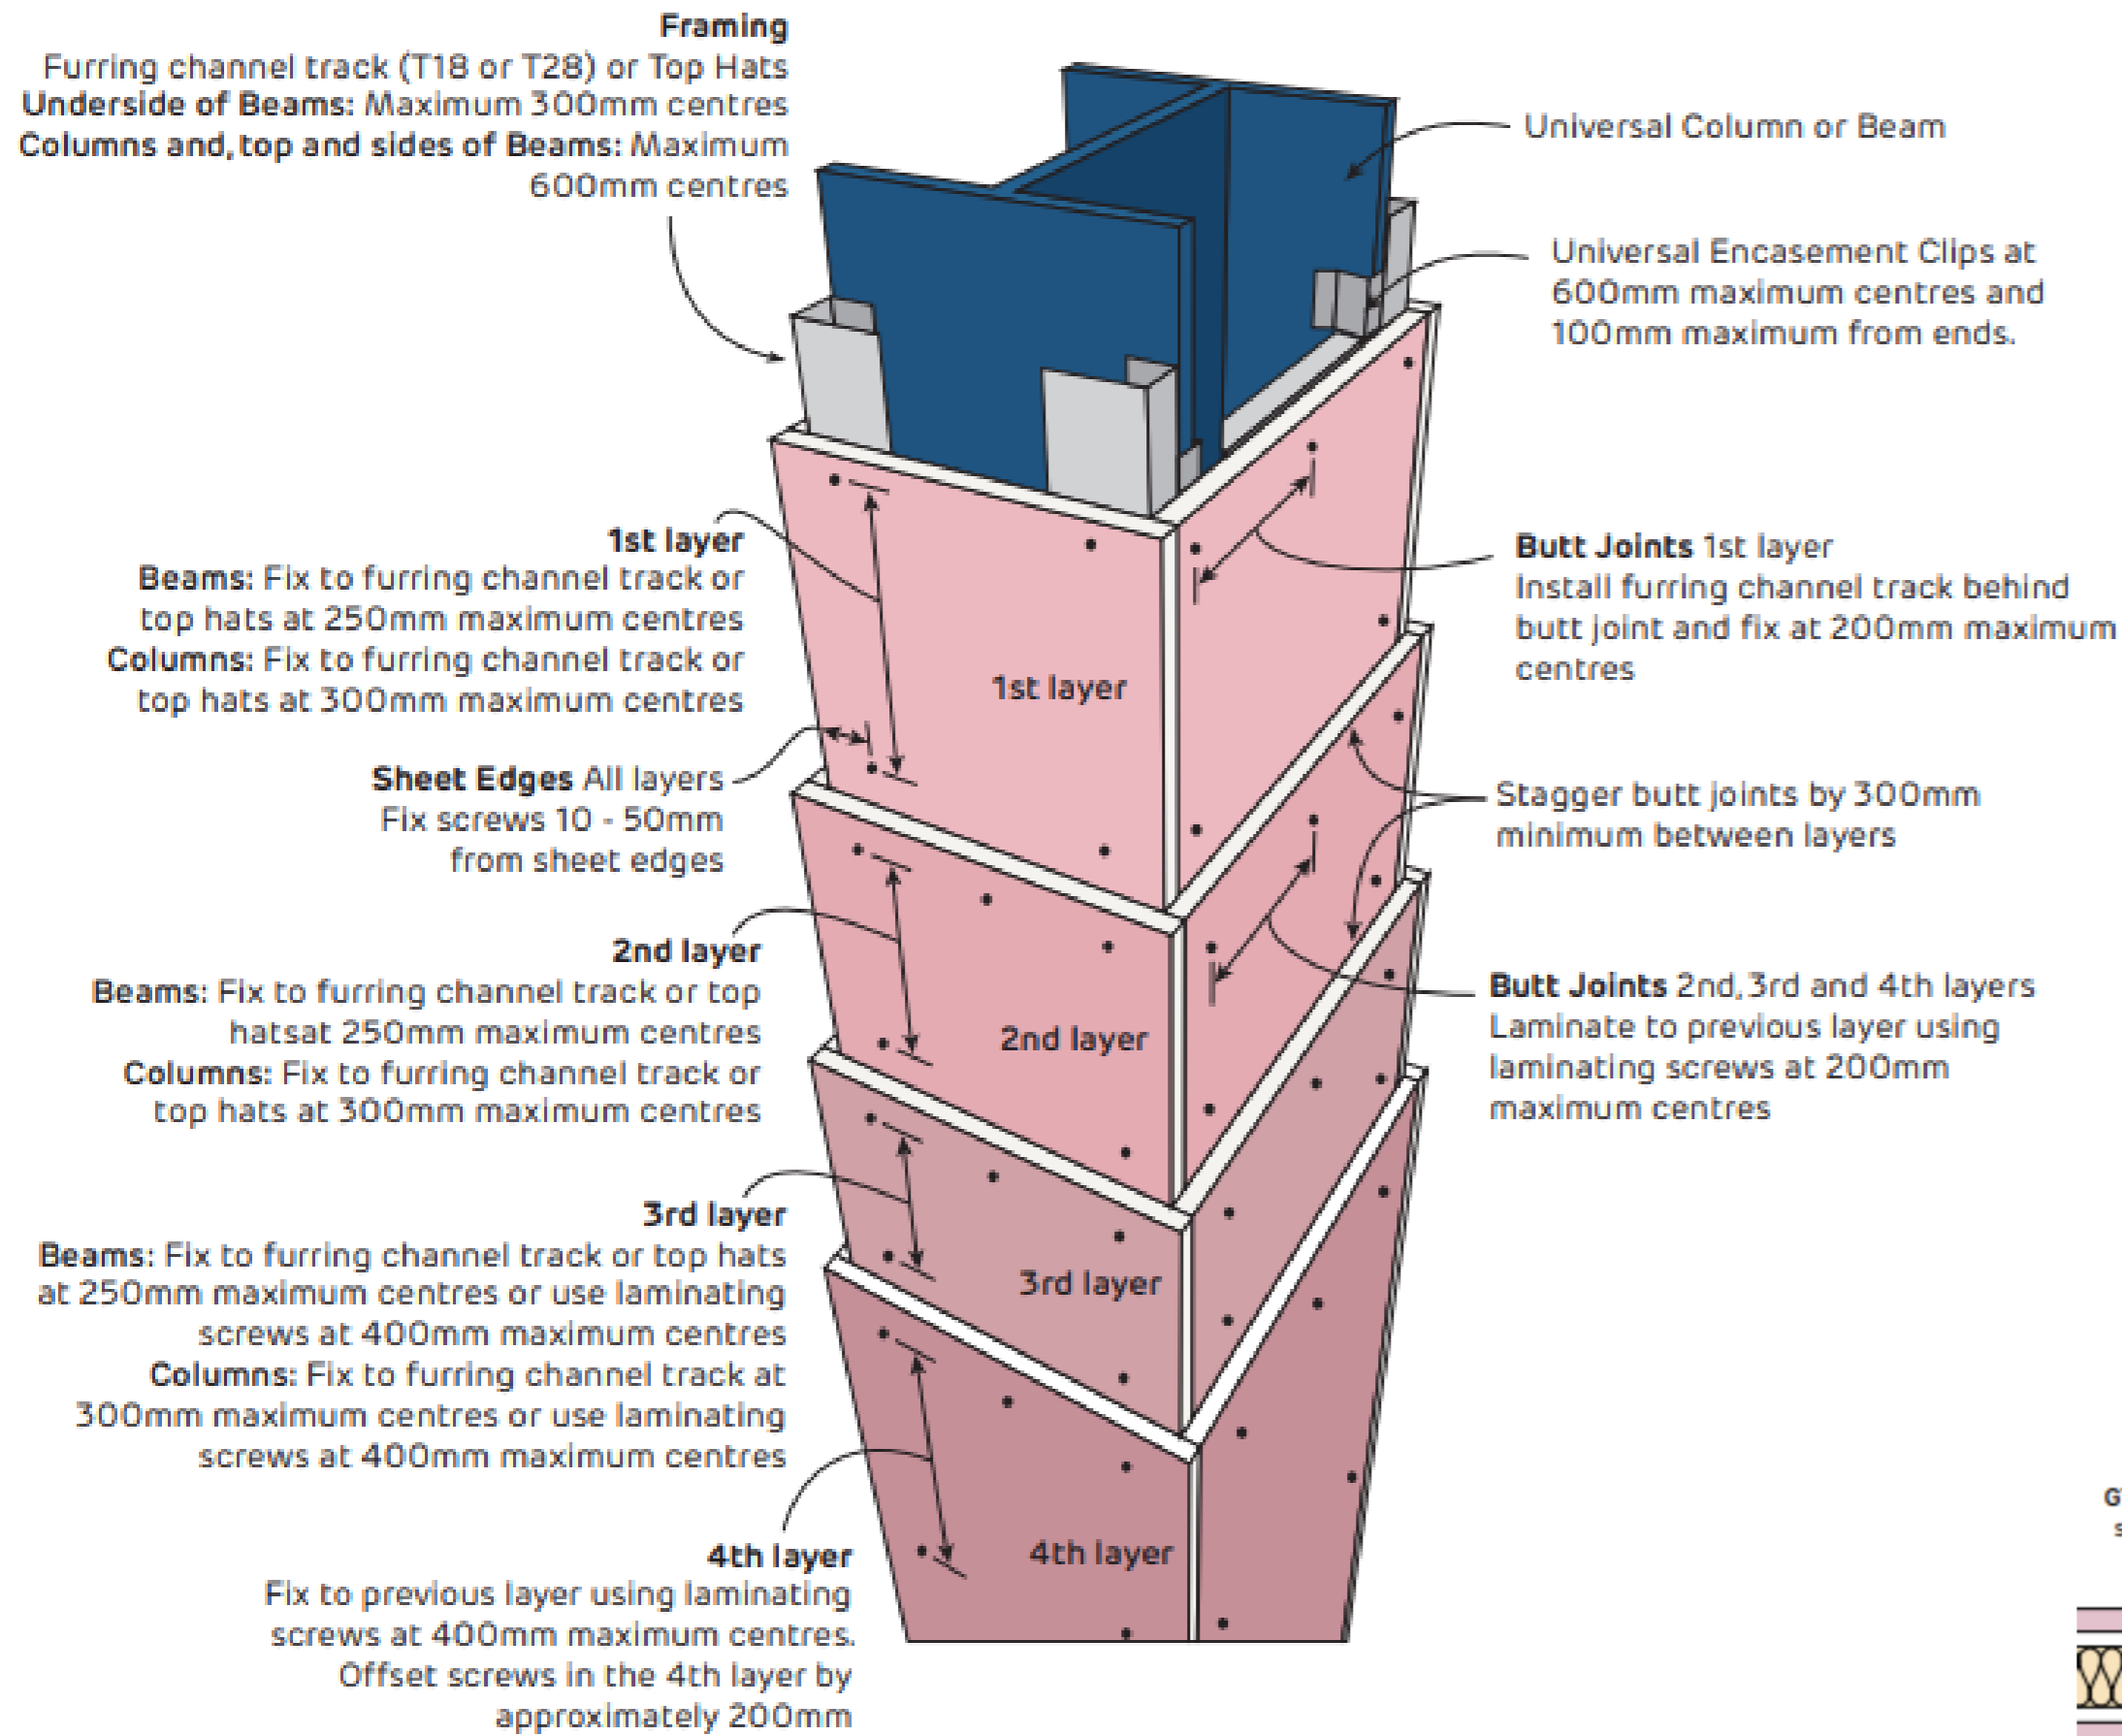 Framing
Furring channel track (T18 or T28) or Top Hats
Underside of Beams: Maximum 300mm centres
Columns and, top and sides of Beams: Maximum
600mm centres
Universal Column or Beam
Universal Encasement Clips at
600mm maximum centres and
100mm maximum from ends.
1st layer
Beams: Fix to furring channel track or
top hats at 250mm maximum centres
Columns: Fix to furring channel track or
top hats at 300mm maximum centres
Butt Joints 1st layer
Install furring channel track behind
butt joint and fix at 200mm maximum
centres
1st layer
Sheet Edges All layers
Fix screws 10 - 50mm
from sheet edges
Stagger butt joints by 300mm
minimum between layers
2nd layer
Beams: Fix to furring channel track or top
hatsat 250mm maximum centres
Columns: Fix to furring channel track or
top hats at 300mm maximum centres
2nd layer
Butt Joints 2nd, 3rd and 4th layers
Laminate to previous layer using
laminating screws at 200mm
maximum centres
3rd layer
Beams: Fix to furring channel track or top hats
at 250mm maximum centres or use laminating
screws at 400mm maximum centres
Columns: Fix to furring channel track at
300mm maximum centres or use laminating
screws at 400mm maximum centres
3rd layer
4th layer
Fix to previous layer using laminating
screws at 400mm maximum centres.
Offset screws in the 4th layer by
approximately 200mm
4th layer